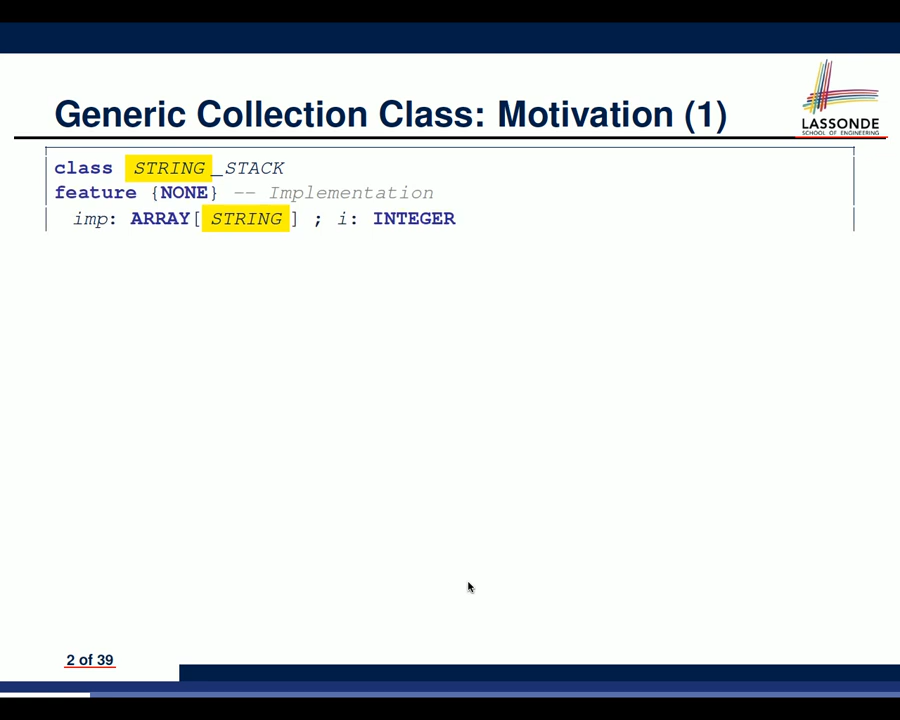 Generic Collection Class: Motivation (1)
LASSONDE
SCHOOL OF ENGINEERING
class STRING_STACK
feature {NONE} -- Implementation
imp: ARRAY[STRING] ; i: INTEGER
2 of 39